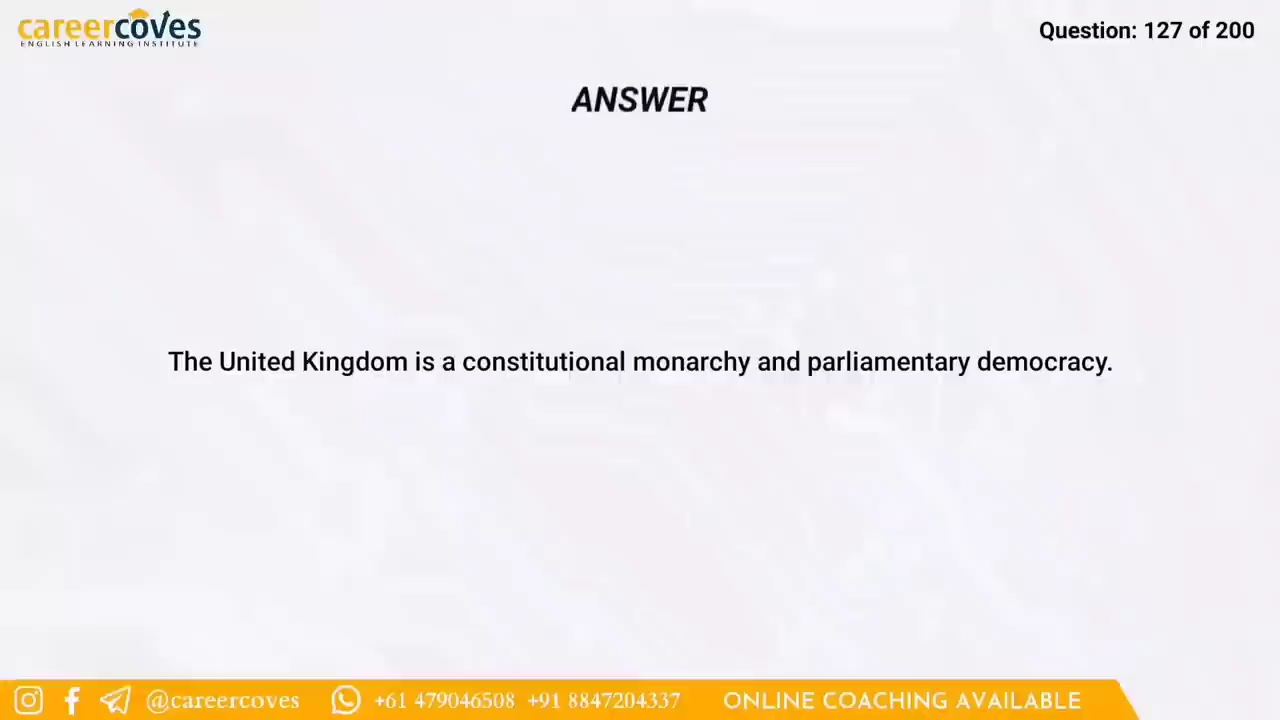 careercoves
ENGLISH LEARNING INSTITUTE
Question: 127 of 200
ANSWER
The United Kingdom is a constitutional monarchy and parliamentary democracy.
@careercoves +61 479046508 +91 8847204337 ONLINE COACHING AVAILABLE